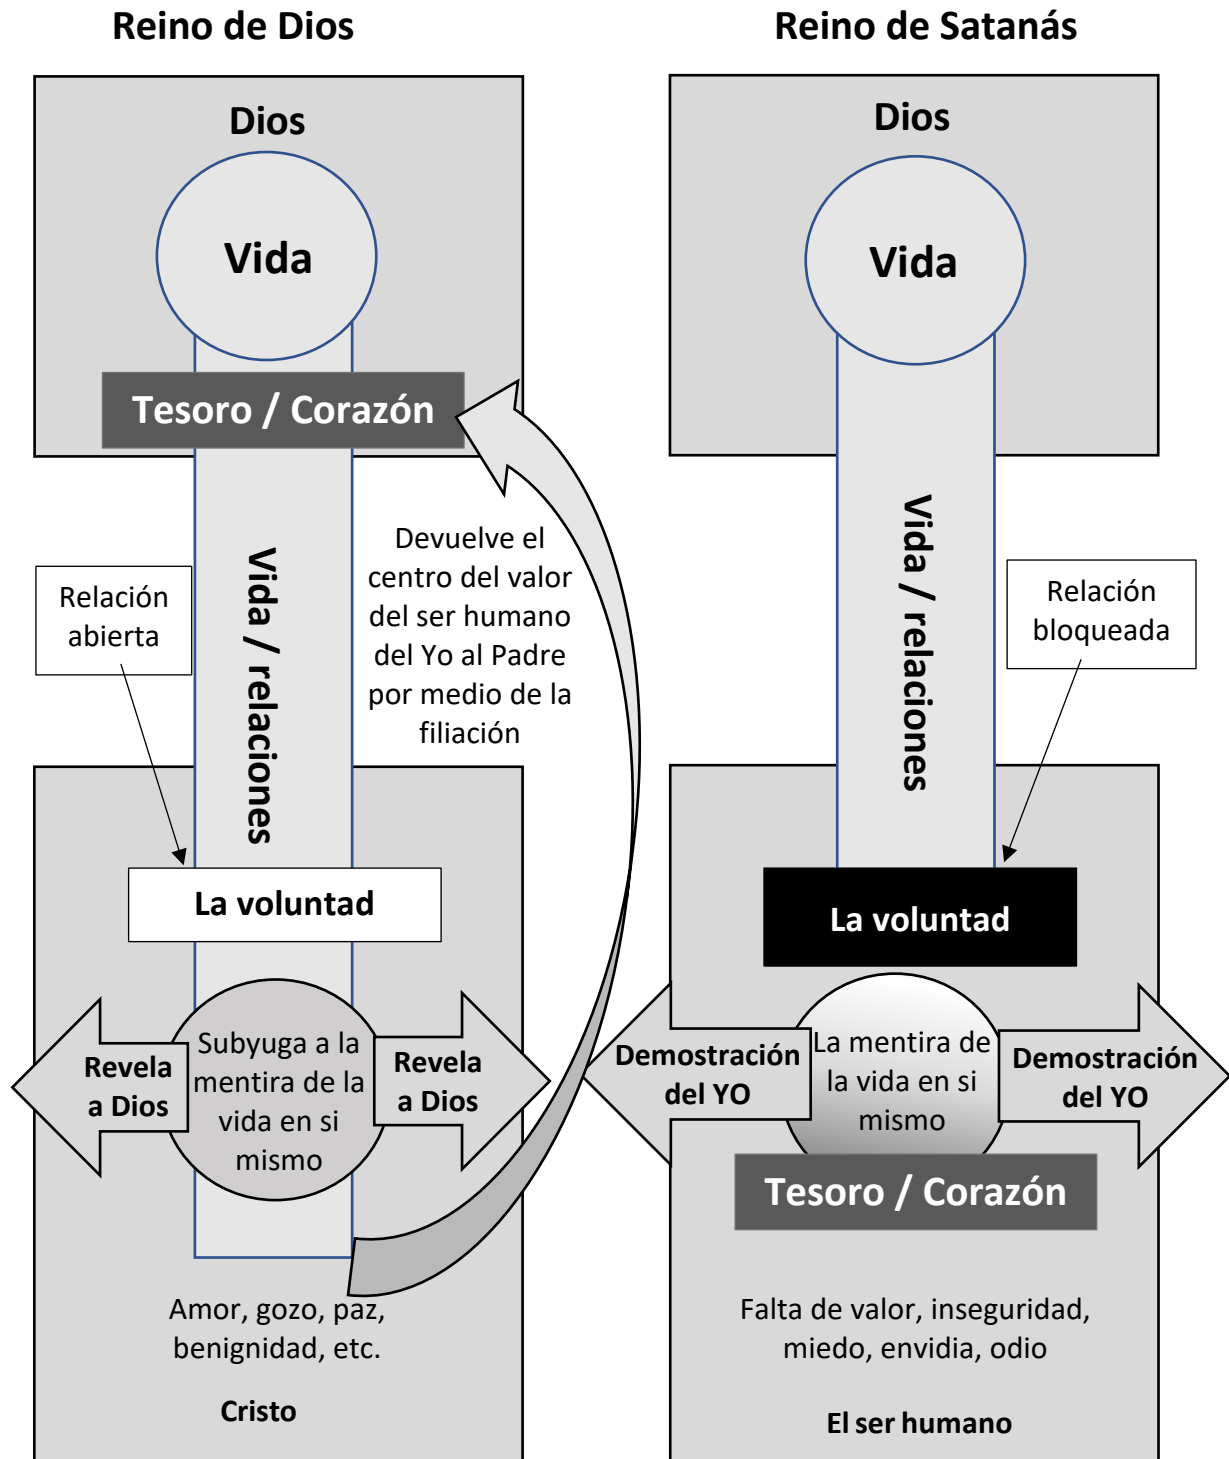 Reino de Dios
Dios
Vida
Tesoro / Corazón
Vida / relaciones
Relación
abierta
Devuelve el
centro del valor
del ser humano
del Yo al Padre
por medio de la
filiación
La voluntad
Revela
a Dios
Subyuga a la
mentira de la
vida en si
mismo
Revela
a Dios
Amor, gozo, paz,
benignidad, etc.
Cristo
Reino de Satanás
Dios
Vida
Vida / relaciones
Relación
bloqueada
La voluntad
Demostración
del YO
La mentira de
la vida en si
mismo
Demostración
del YO
Tesoro / Corazón
Falta de valor, inseguridad,
miedo, envidia, odio
El ser humano